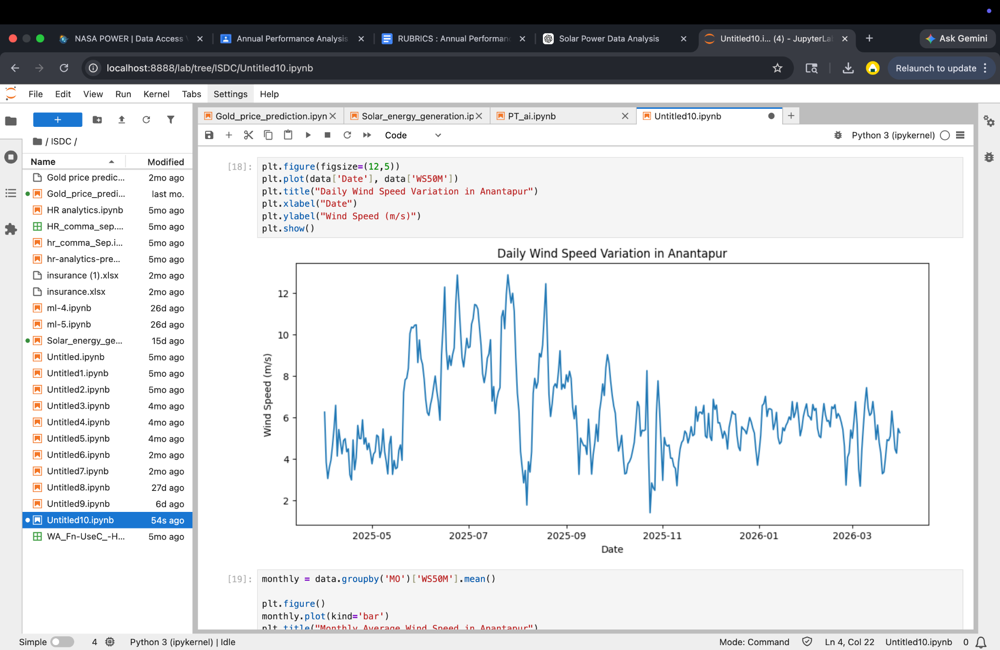 NASA POWER | Data Access
Annual Performance Analysis
RUBRICS : Annual Performan
Solar Power Data Analysis
Untitled10.i... (4) - JupyterLa
Ask Gemini
localhost:8888/lab/tree/ISDC/Untitled10.ipynb
Relaunch to update
File Edit View Run Kernel Tabs Settings Help
+
/ ISDC /
Name Modified
Gold price predic... 2mo ago
Gold_price_predi... last mo.
HR analytics.ipynb 5mo ago
HR_comma_sep.... 5mo ago
hr_comma_Sep.i... 5mo ago
hr-analytics-pre... 5mo ago
insurance (1).xlsx 2mo ago
insurance.xlsx 2mo ago
ml-4.ipynb 26d ago
ml-5.ipynb 26d ago
Solar_energy_ge... 15d ago
Untitled.ipynb 5mo ago
Untitled1.ipynb 5mo ago
Untitled2.ipynb 5mo ago
Untitled3.ipynb 4mo ago
Untitled4.ipynb 4mo ago
Untitled5.ipynb 4mo ago
Untitled6.ipynb 2mo ago
Untitled7.ipynb 2mo ago
Untitled8.ipynb 27d ago
Untitled9.ipynb 6d ago
Untitled10.ipynb 54s ago
WA_Fn-UseC_-H... 5mo ago
Gold_price_prediction.ipyn
Solar_energy_generation.ip
PT_ai.ipynb
Untitled10.ipynb
Code
Python 3 (ipykernel)
[18]:
plt.figure(figsize=(12,5))
plt.plot(data['Date'], data['WS50M'])
plt.title("Daily Wind Speed Variation in Anantapur")
plt.xlabel("Date")
plt.ylabel("Wind Speed (m/s)")
plt.show()
Daily Wind Speed Variation in Anantapur
Wind Speed (m/s)
12
10
8
6
4
2
2025-05 2025-07 2025-09 2025-11 2026-01 2026-03
Date
[19]:
monthly = data.groupby('MO')['WS50M'].mean()
plt.figure()
monthly.plot(kind='bar')
plt.title("Monthly Average Wind Speed in Anantapur")
Simple 4 Python 3 (ipykernel) | Idle
Mode: Command Ln 4, Col 22 Untitled10.ipynb 0